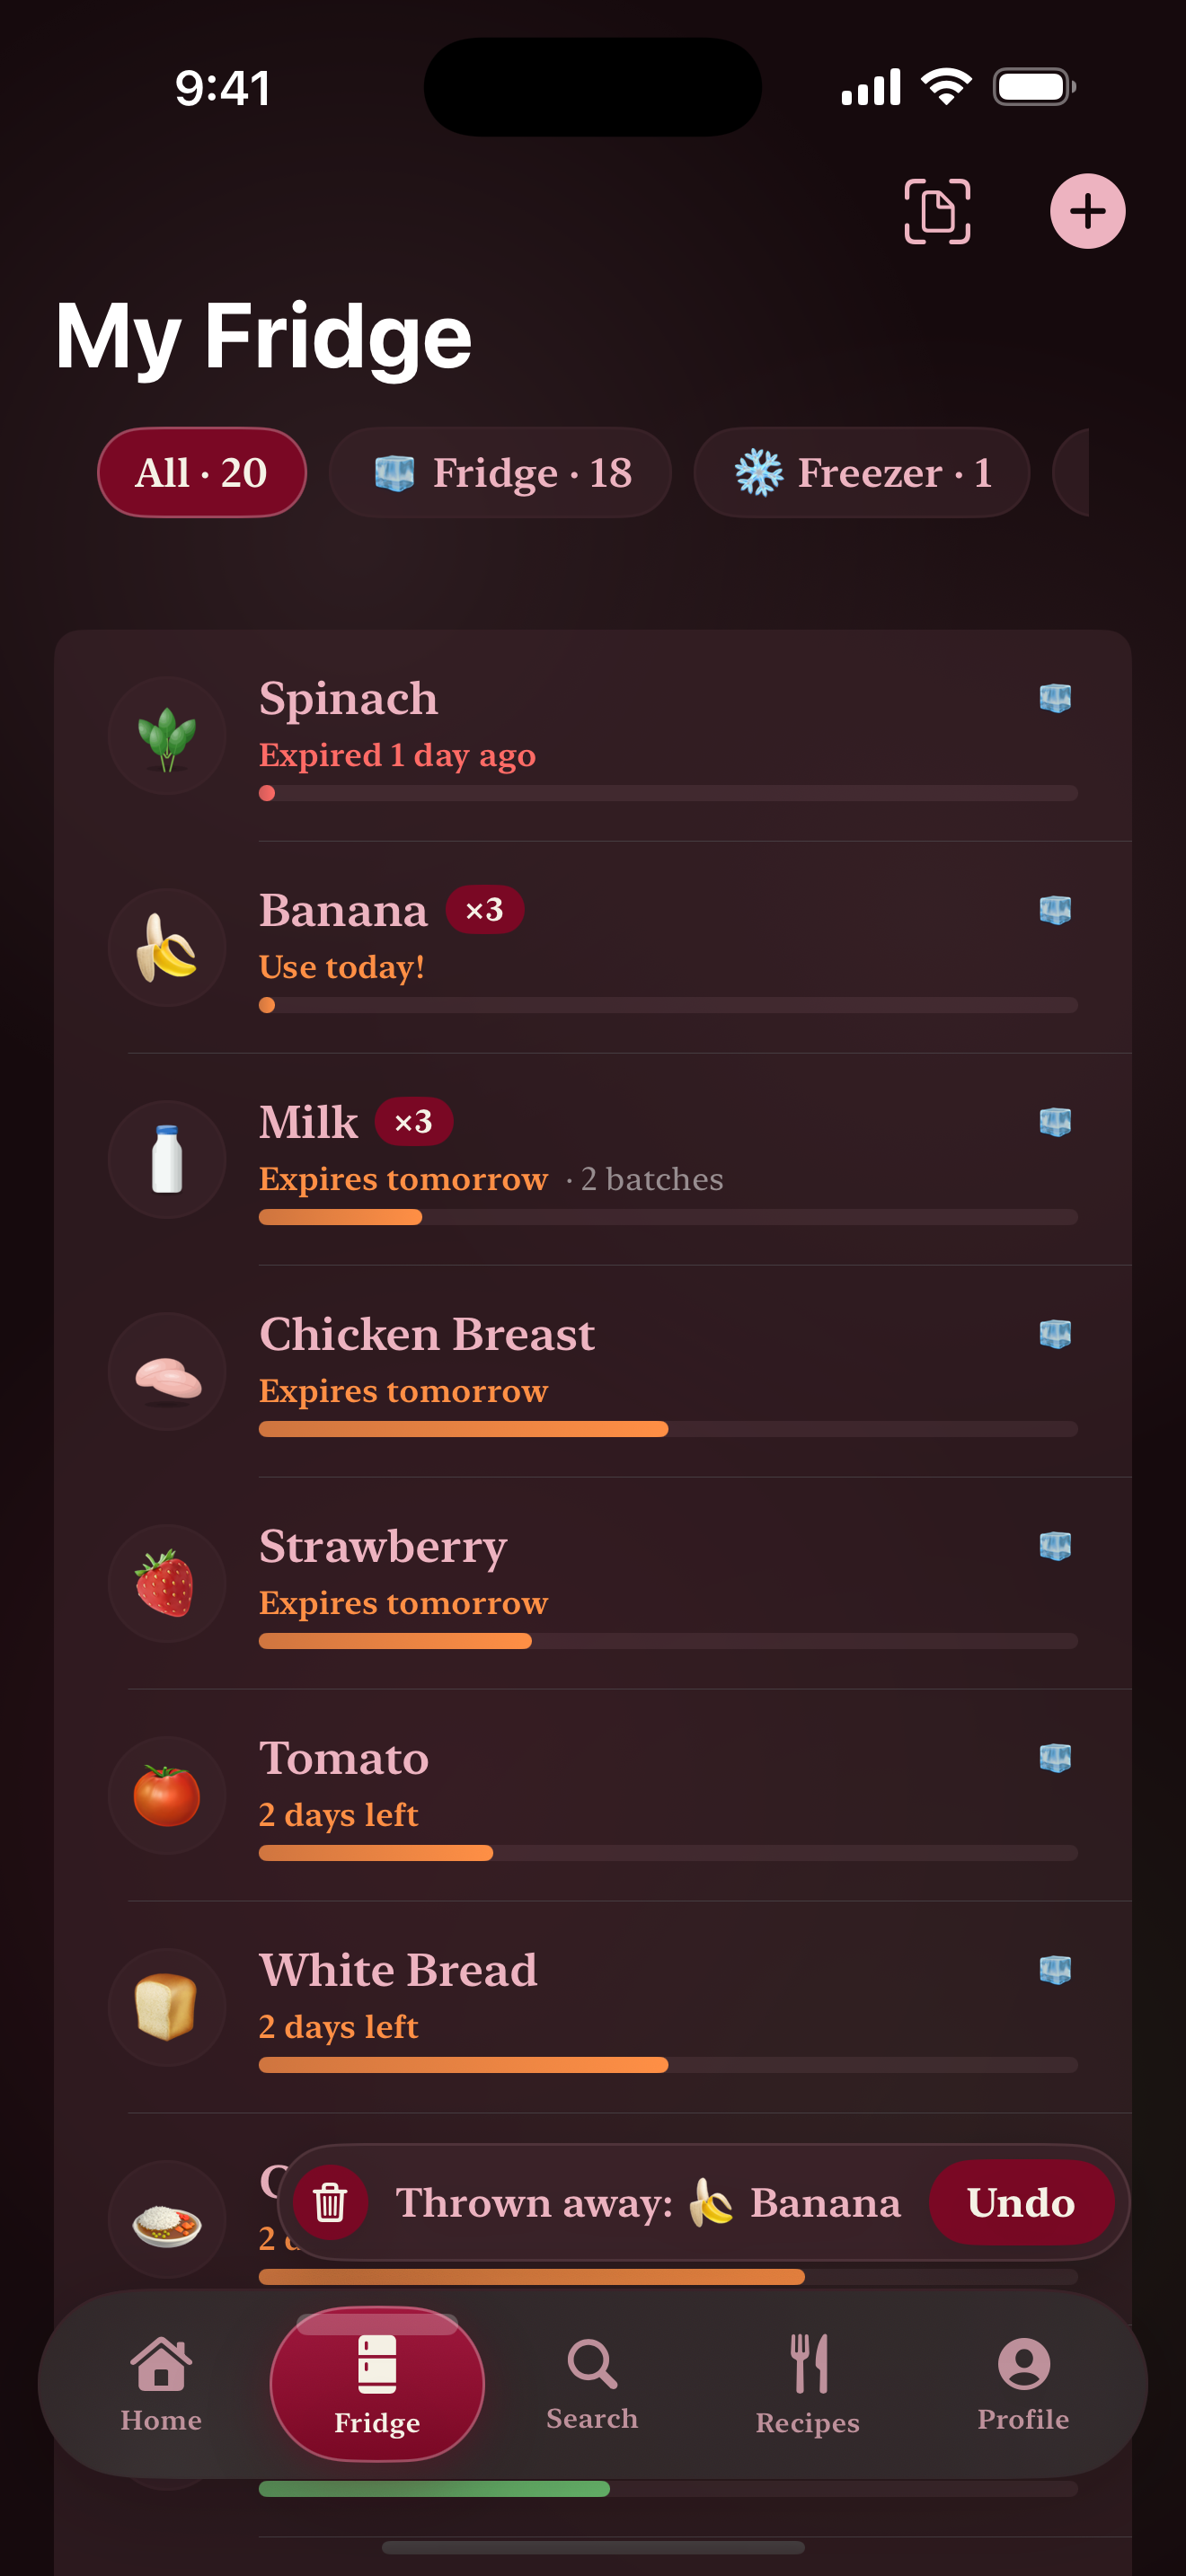 9:41
My Fridge
All · 20
Fridge · 18
Freezer · 1
Spinach
Expired 1 day ago
Banana ×3
Use today!
Milk ×3
Expires tomorrow · 2 batches
Chicken Breast
Expires tomorrow
Strawberry
Expires tomorrow
Tomato
2 days left
White Bread
2 days left
Thrown away: 🍌 Banana
Undo
Home
Fridge
Search
Recipes
Profile